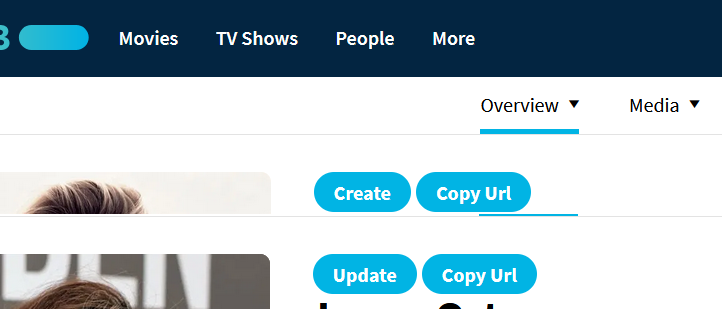 Movies TV Shows People More
Overview Media
Create Copy Url
Update Copy Url